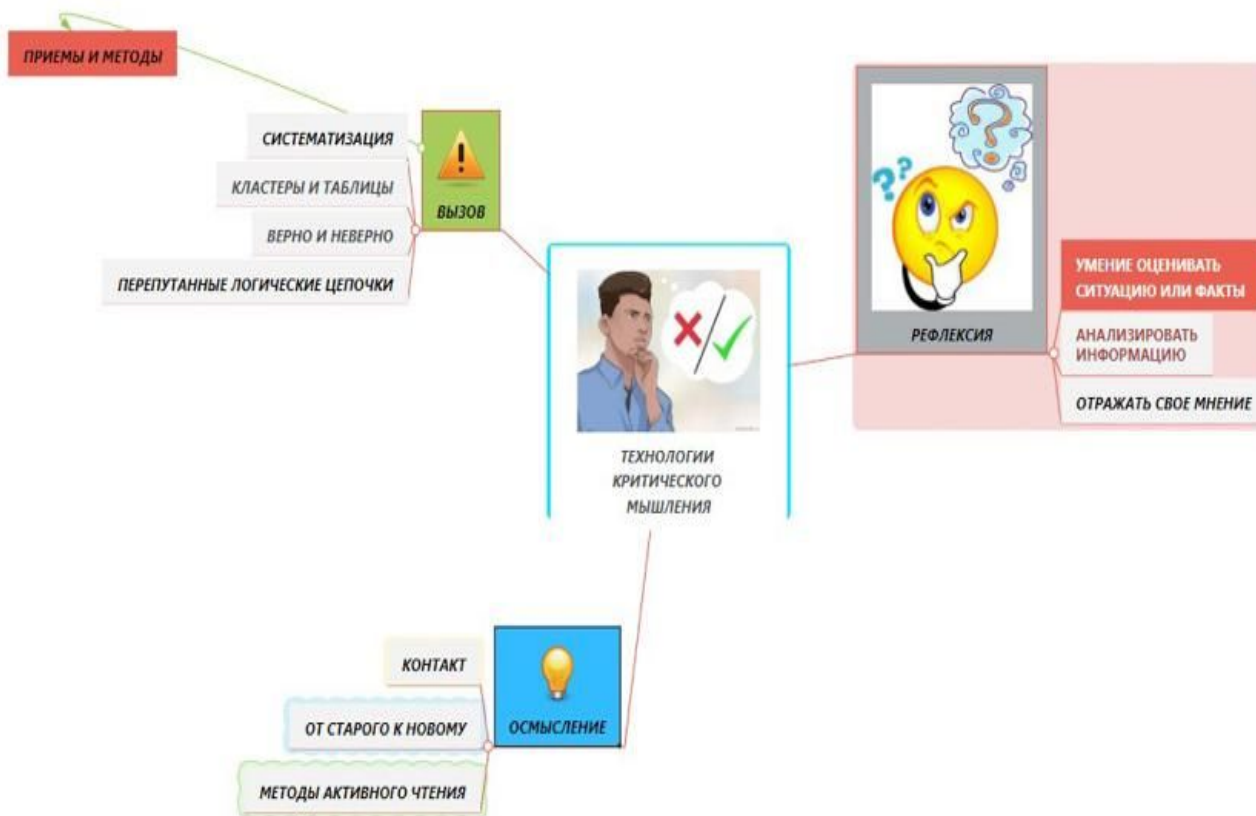 ПРИЕМЫ И МЕТОДЫ
СИСТЕМАТИЗАЦИЯ
КЛАСТЕРЫ И ТАБЛИЦЫ
ВЕРНО И НЕВЕРНО
ПЕРЕПУТАННЫЕ ЛОГИЧЕСКИЕ ЦЕПОЧКИ
ВЫЗОВ
ТЕХНОЛОГИИ
КРИТИЧЕСКОГО
МЫШЛЕНИЯ
РЕФЛЕКСИЯ
УМЕНИЕ ОЦЕНИВАТЬ
СИТУАЦИЮ ИЛИ ФАКТЫ
АНАЛИЗИРОВАТЬ
ИНФОРМАЦИЮ
ОТРАЖАТЬ СВОЕ МНЕНИЕ
КОНТАКТ
ОТ СТАРОГО К НОВОМУ
МЕТОДЫ АКТИВНОГО ЧТЕНИЯ
ОСМЫСЛЕНИЕ